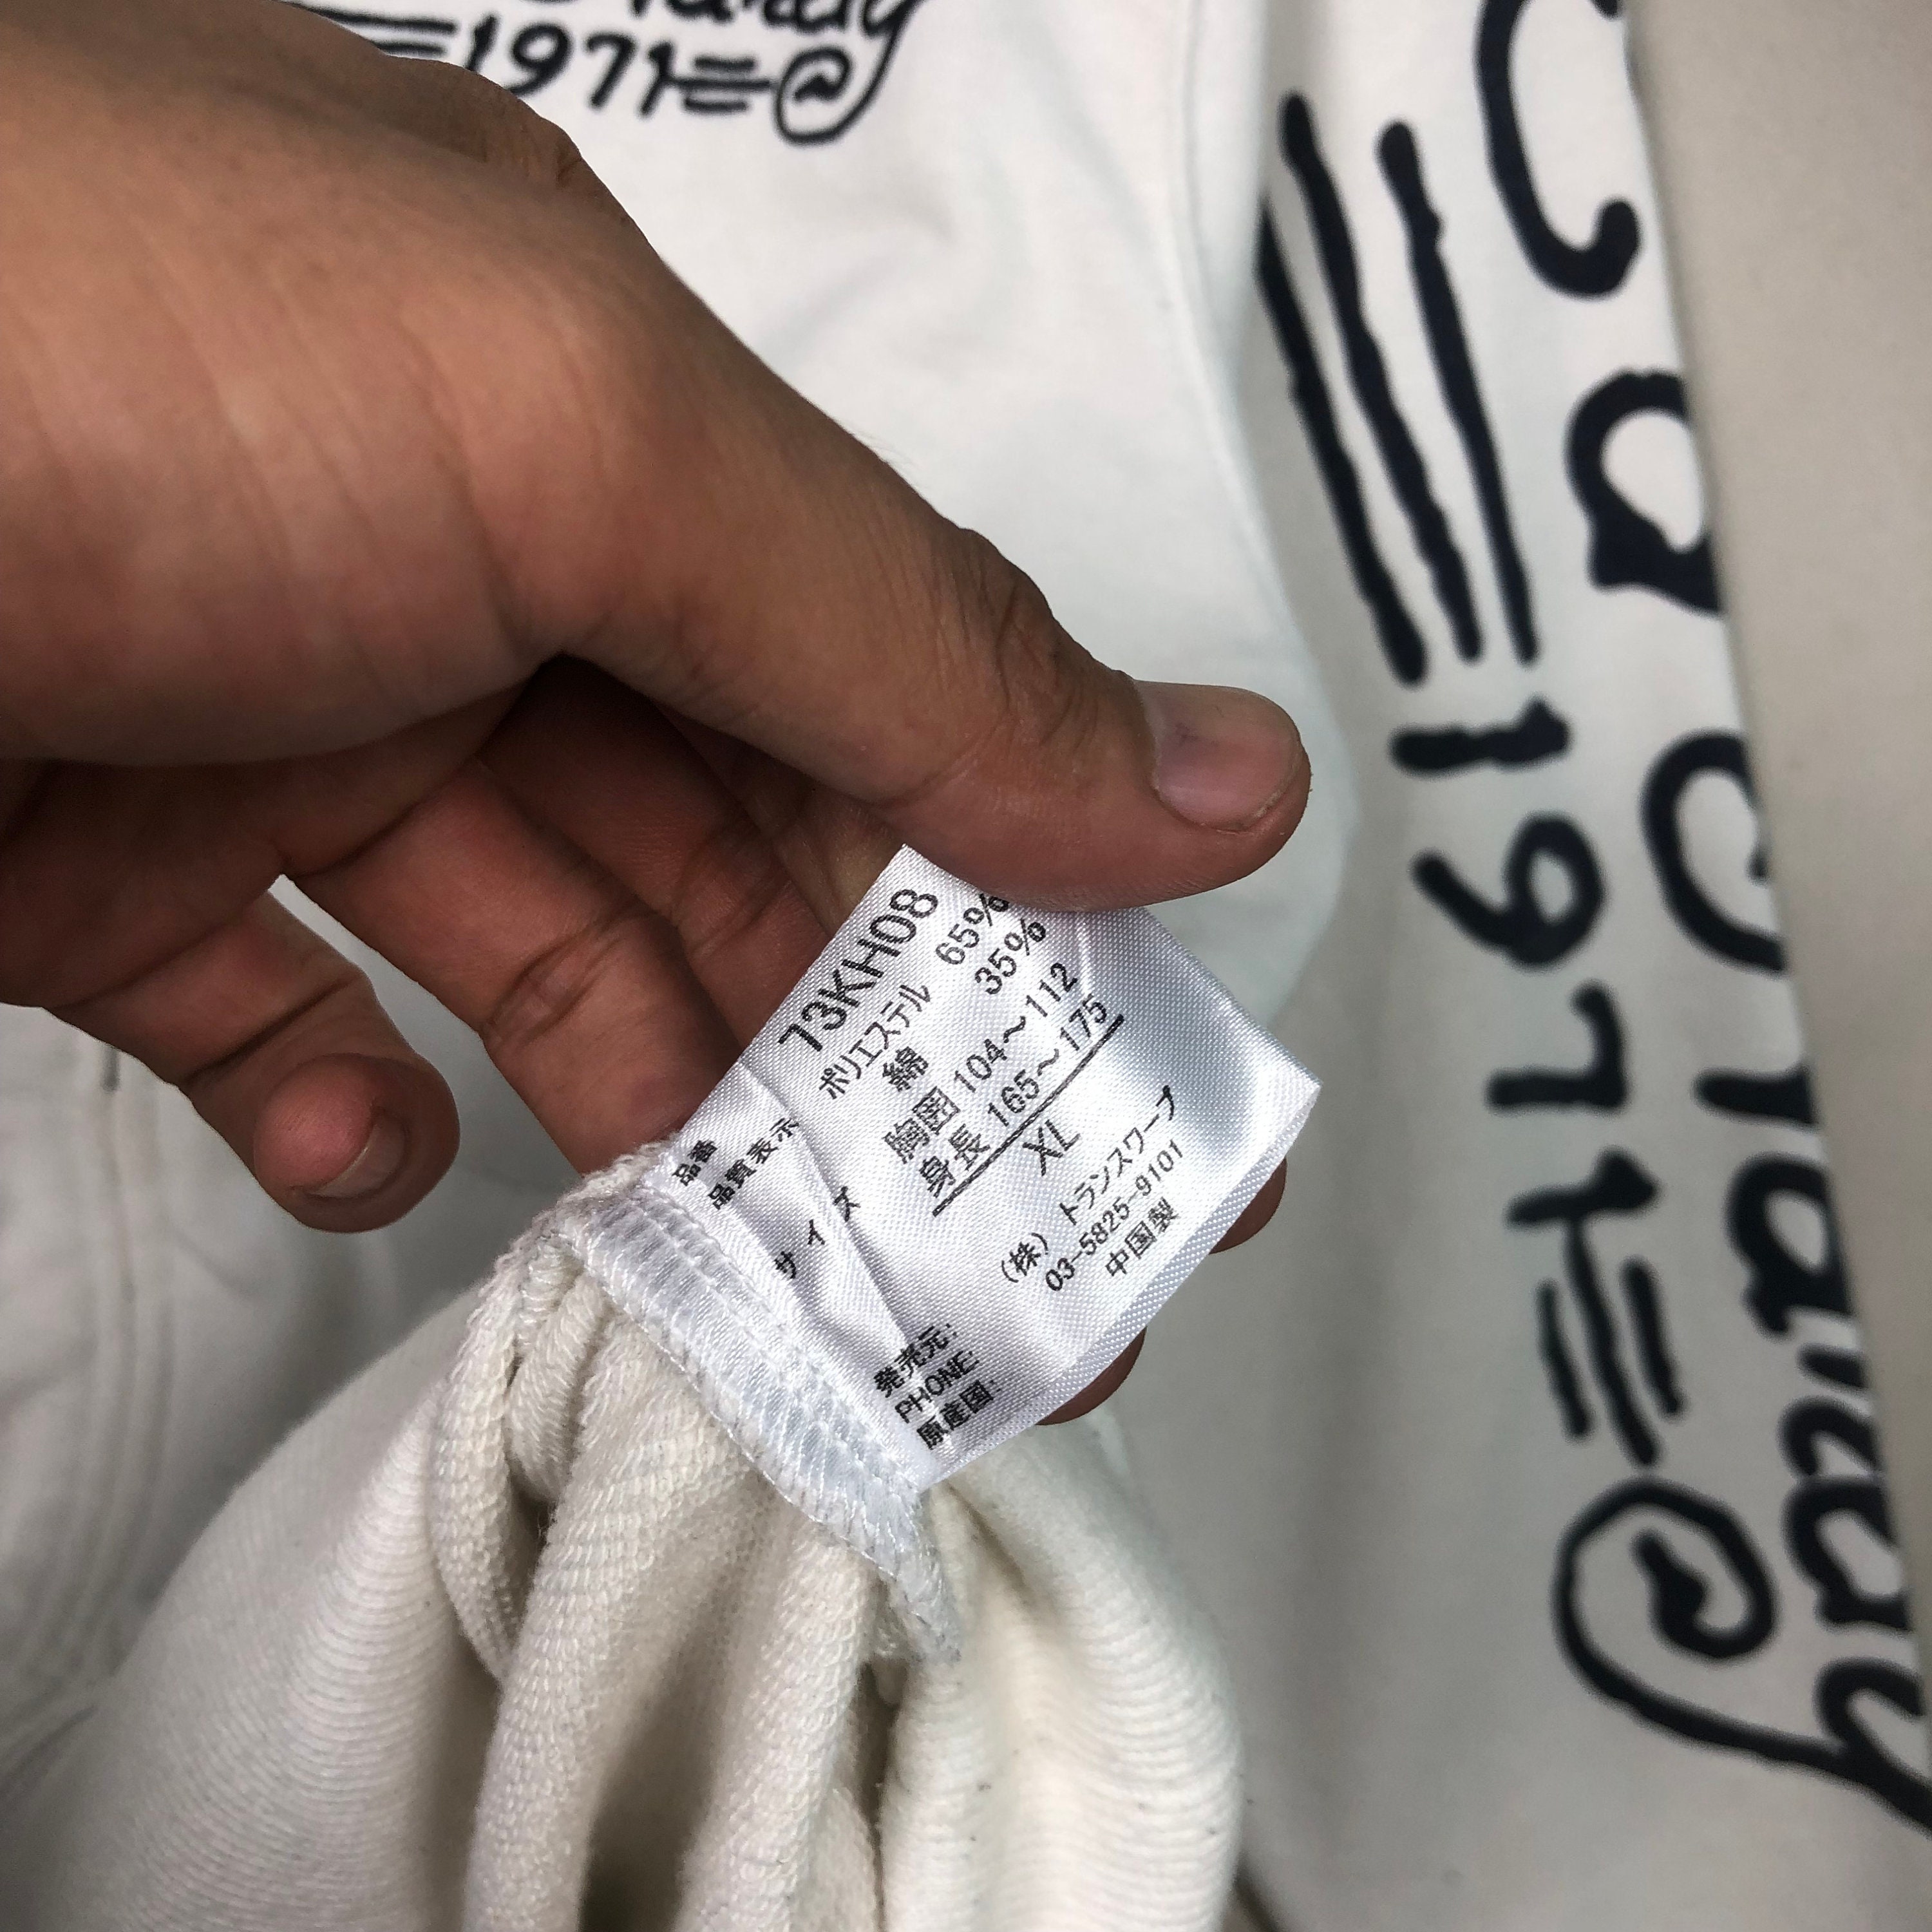 Hardy
=1971=
品番 73KH08
品質表示 ポリエステル 65%
綿 35%
サイズ 胸囲 104~112
身長 165~175
XL
発売元: (株) トランスワープ
PHONE: 03-5825-9101
原産国: 中国製
=1971=